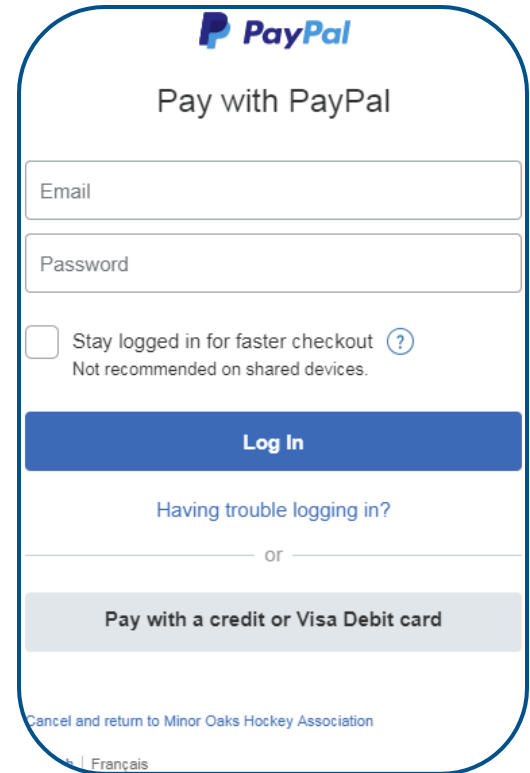 PayPal
Pay with PayPal
Email
Password
Stay logged in for faster checkout ?
Not recommended on shared devices.
Log In
Having trouble logging in?
or
Pay with a credit or Visa Debit card
Cancel and return to Minor Oaks Hockey Association
| Français